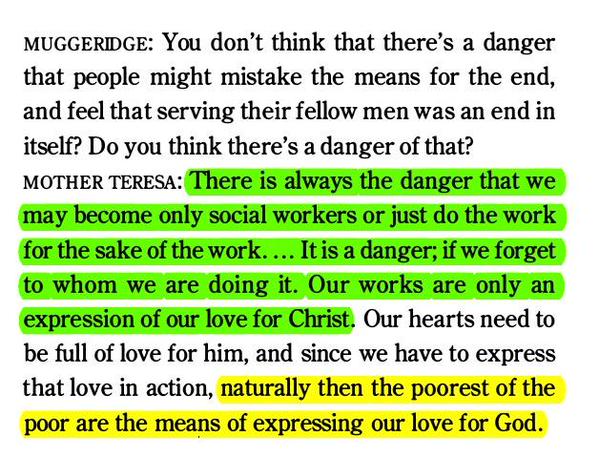 MUGGERIDGE: You don't think that there's a danger
that people might mistake the means for the end,
and feel that serving their fellow men was an end in
itself? Do you think there's a danger of that?
MOTHER TERESA: There is always the danger that we
may become only social workers or just do the work
for the sake of the work. ... It is a danger; if we forget
to whom we are doing it. Our works are only an
expression of our love for Christ. Our hearts need to
be full of love for him, and since we have to express
that love in action, naturally then the poorest of the
poor are the means of expressing our love for God.